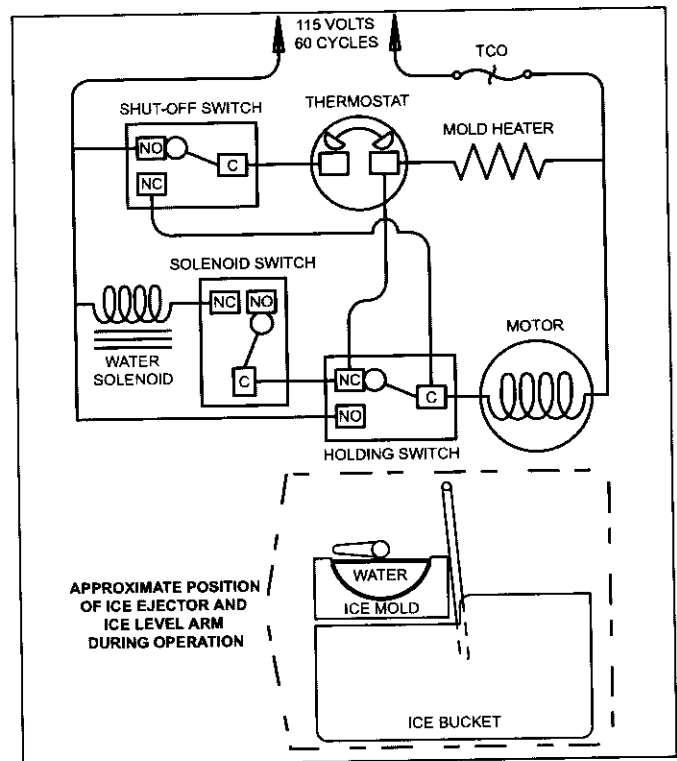 115 VOLTS
60 CYCLES
TCO
SHUT-OFF SWITCH
THERMOSTAT
MOLD HEATER
NO
C
NC
SOLENOID SWITCH
NC
NO
MOTOR
WATER
SOLENOID
C
NC
C
NO
HOLDING SWITCH
APPROXIMATE POSITION
OF ICE EJECTOR AND
ICE LEVEL ARM
DURING OPERATION
WATER
ICE MOLD
ICE BUCKET